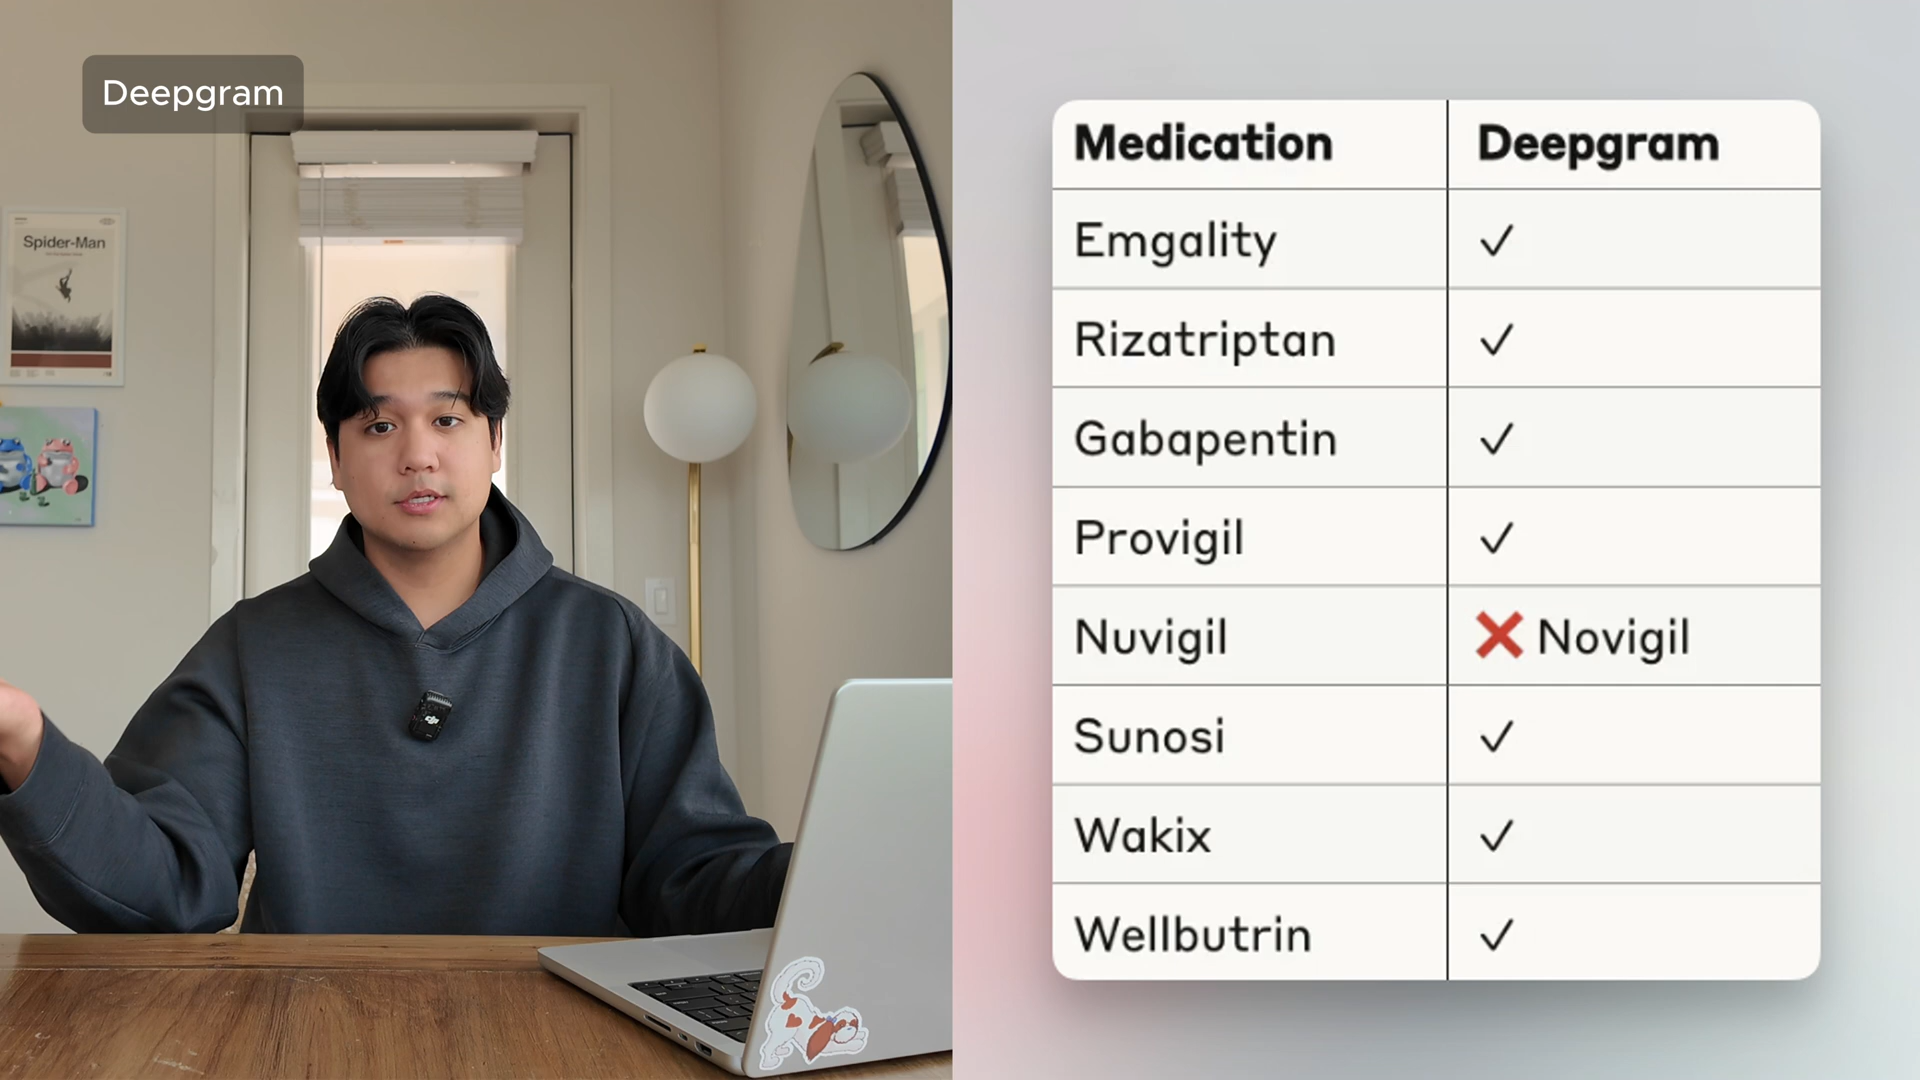 Deepgram
Spider-Man
Medication Deepgram
Emgality ✓
Rizatriptan ✓
Gabapentin ✓
Provigil ✓
Nuvigil ❌ Novigil
Sunosi ✓
Wakix ✓
Wellbutrin ✓